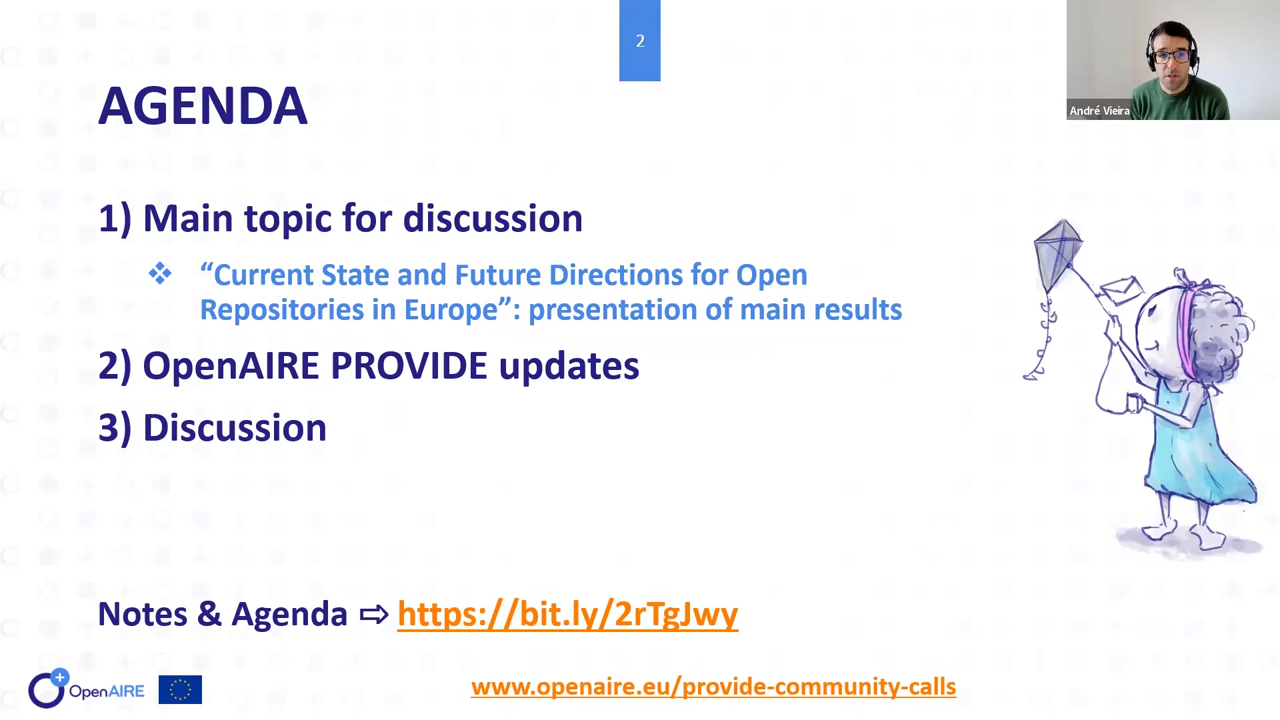 2
AGENDA
André Vieira
1) Main topic for discussion
❖ “Current State and Future Directions for Open
Repositories in Europe”: presentation of main results
2) OpenAIRE PROVIDE updates
3) Discussion
Notes & Agenda ⇨ https://bit.ly/2rTgJwy
OpenAIRE
www.openaire.eu/provide-community-calls